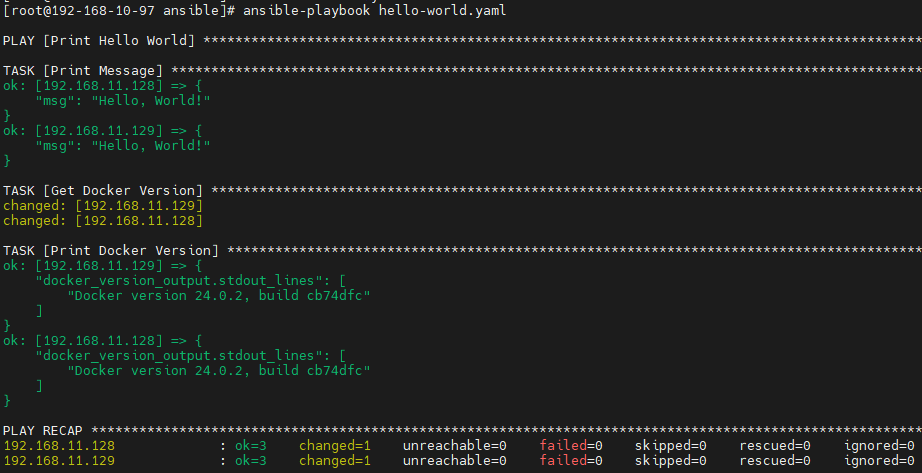 [root@192-168-10-97 ansible]# ansible-playbook hello-world.yaml
PLAY [Print Hello World] ******************************************************************************************
TASK [Print Message] **********************************************************************************************
ok: [192.168.11.128] => {
    "msg": "Hello, World!"
}
ok: [192.168.11.129] => {
    "msg": "Hello, World!"
}
TASK [Get Docker Version] *****************************************************************************************
changed: [192.168.11.129]
changed: [192.168.11.128]
TASK [Print Docker Version] ***************************************************************************************
ok: [192.168.11.129] => {
    "docker_version_output.stdout_lines": [
        "Docker version 24.0.2, build cb74dfc"
    ]
}
ok: [192.168.11.128] => {
    "docker_version_output.stdout_lines": [
        "Docker version 24.0.2, build cb74dfc"
    ]
}
PLAY RECAP ********************************************************************************************************
192.168.11.128             : ok=3    changed=1    unreachable=0    failed=0    skipped=0    rescued=0    ignored=0
192.168.11.129             : ok=3    changed=1    unreachable=0    failed=0    skipped=0    rescued=0    ignored=0